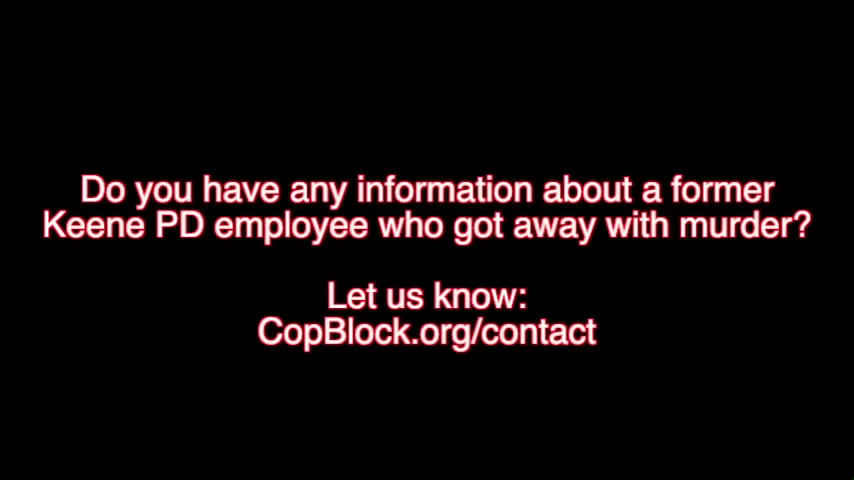 Do you have any information about a former
Keene PD employee who got away with murder?
Let us know:
CopBlock.org/contact